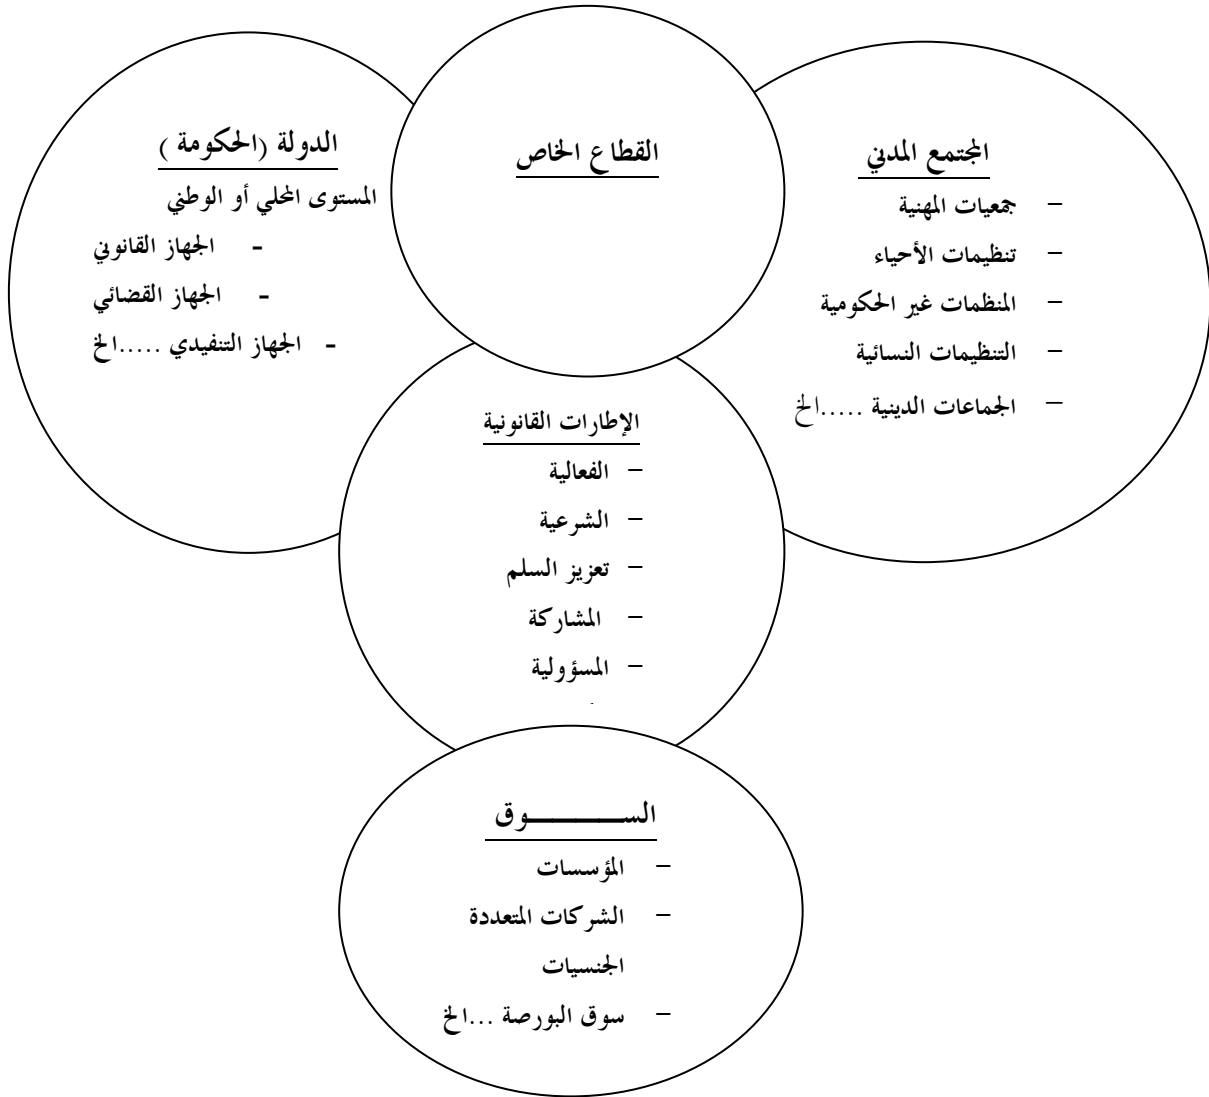 المجتمع المدني
– جمعيات المهنية
– تنظيمات الأحياء
– المنظمات غير الحكومية
– التنظيمات النسائية
– الجماعات الدينية .....الخ
القطاع الخاص
الدولة (الحكومة )
المستوى المحلي أو الوطني
- الجهاز القانوني
- الجهاز القضائي
- الجهاز التنفيدي .....الخ
الإطارات القانونية
– الفعالية
– الشرعية
– تعزيز السلم
– المشاركة
– المسؤولية
الســـــــوق
– المؤسسات
– الشركات المتعددة
الجنسيات
– سوق البورصة ...الخ